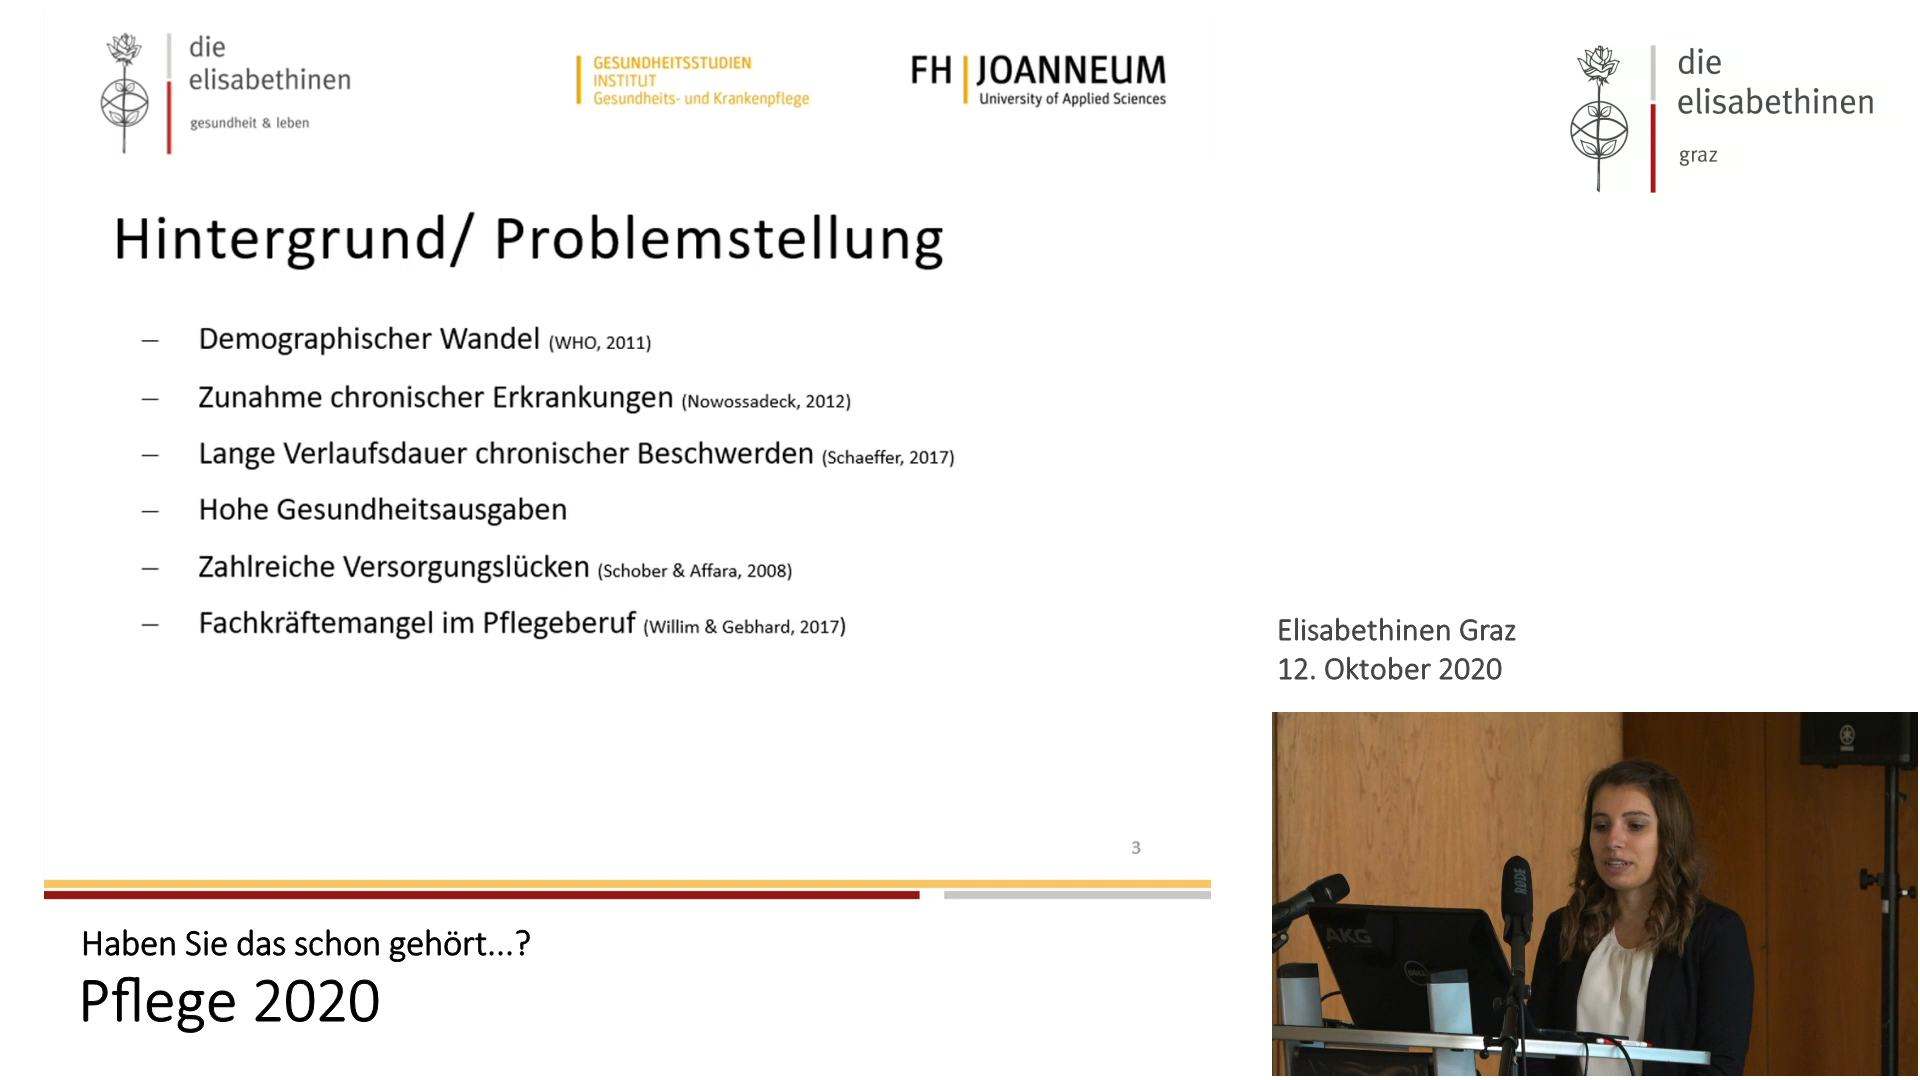 die
elisabethinen
gesundheit & leben
GESUNDHEITSSTUDIEN
INSTITUT
Gesundheits- und Krankenpflege
FH JOANNEUM
University of Applied Sciences
die
elisabethinen
graz
Hintergrund/ Problemstellung
– Demographischer Wandel (WHO, 2011)
– Zunahme chronischer Erkrankungen (Nowossadeck, 2012)
– Lange Verlaufsdauer chronischer Beschwerden (Schaeffer, 2017)
– Hohe Gesundheitsausgaben
– Zahlreiche Versorgungslücken (Schober & Affara, 2008)
– Fachkräftemangel im Pflegeberuf (Willim & Gebhard, 2017)
3
Elisabethinen Graz
12. Oktober 2020
RØDE
AKG
DELL
Haben Sie das schon gehört...?
Pflege 2020